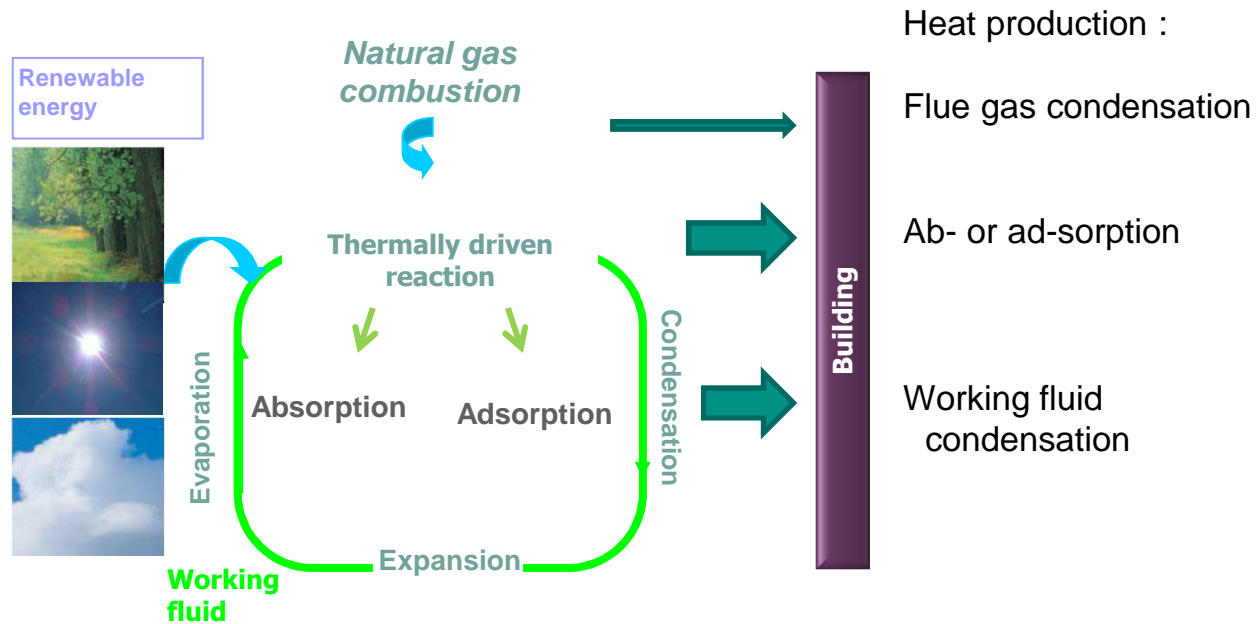 Heat production :
Natural gas
combustion
Renewable
energy
Flue gas condensation
Thermally driven
reaction
Ab- or ad-sorption
Building
Condensation
Evaporation
Absorption
Adsorption
Working fluid
condensation
Expansion
Working
fluid